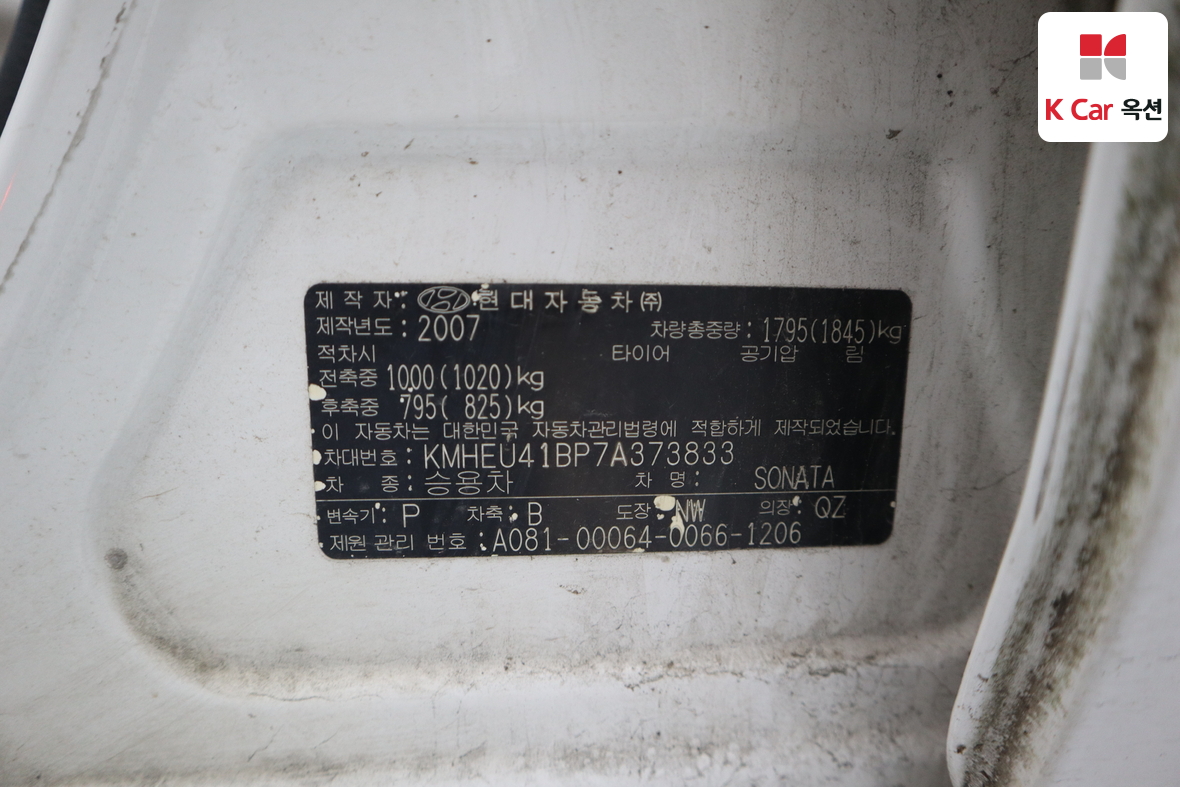 K Car 옥션
제 작 자: 현대자동차㈜
제작년도: 2007 차량총중량: 1795(1845)kg
적차시 타이어 공기압 림
전축중 1000(1020)kg
후축중 795( 825)kg
이 자동차는 대한민국 자동차관리법령에 적합하게 제작되었습니다.
차대번호: KMHEU41BP7A373833
차 종: 승용차 차 명: SONATA
변속기: P 차축: B 도장: NW 의장: QZ
제원 관리 번호: A081-00064-0066-1206